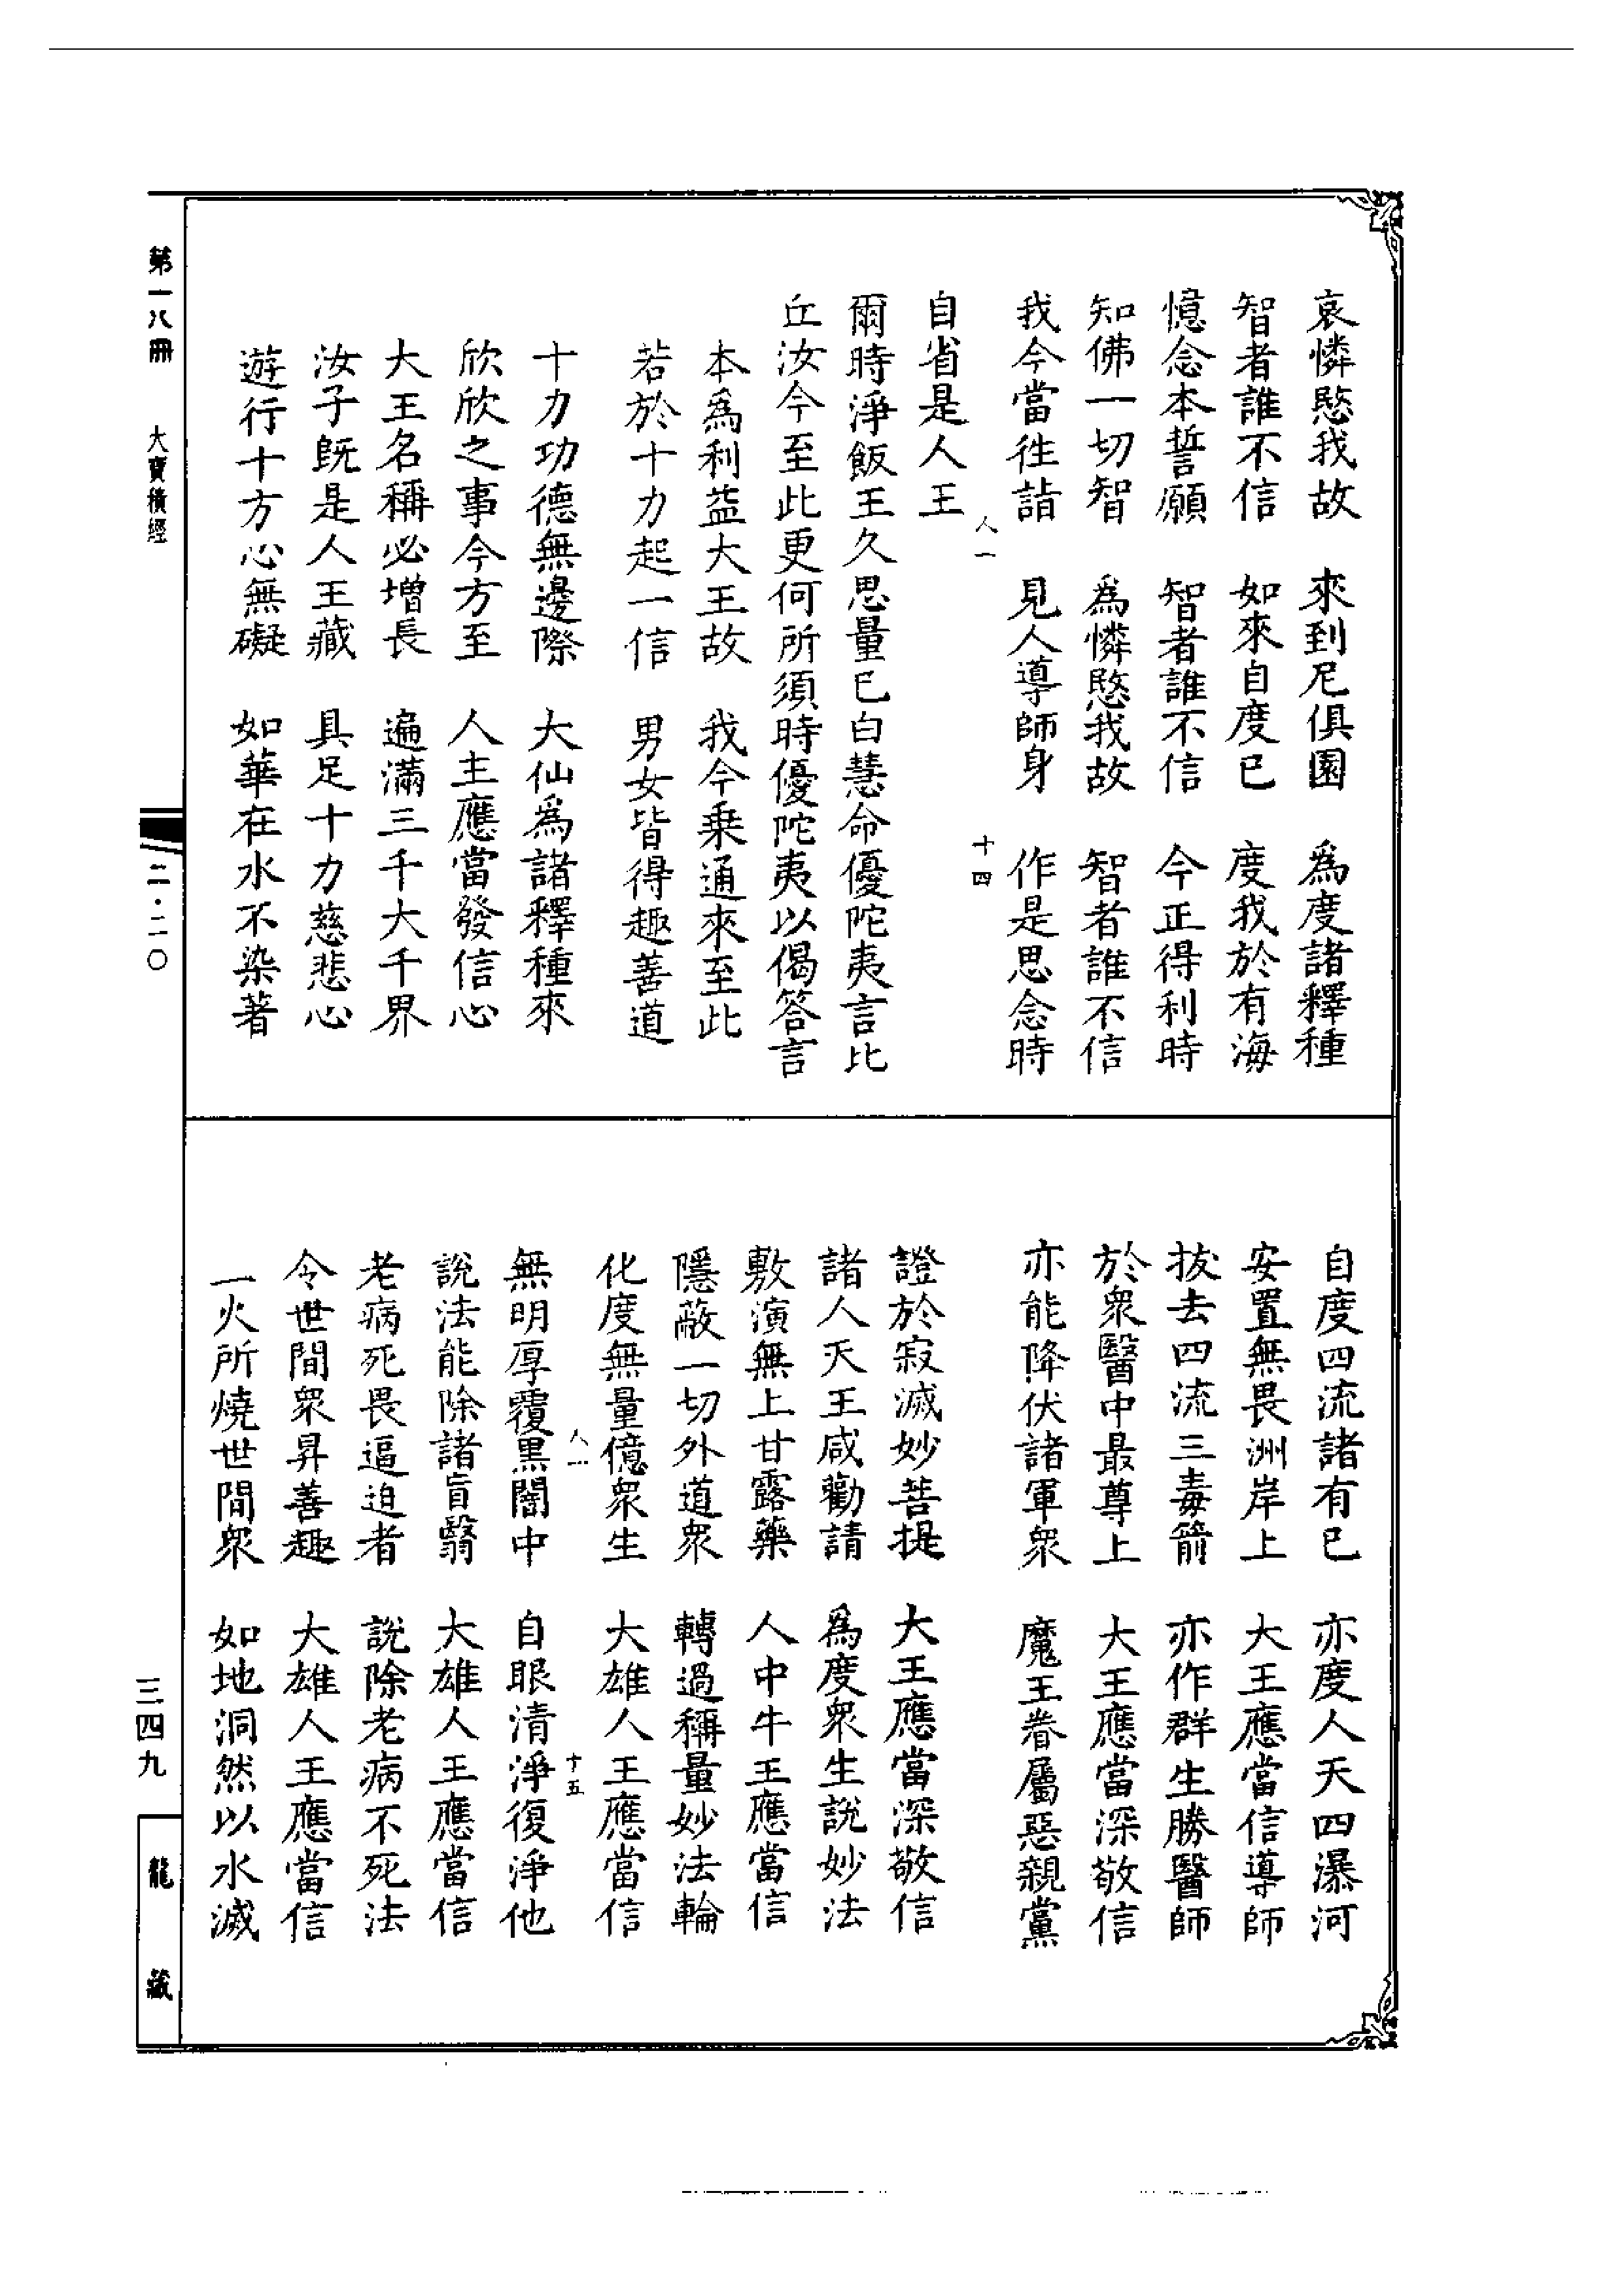 哀憐愍我故　來到尼俱園　為度諸釋種
智者誰不信　如來自度已　度我於有海
憶念本誓願　智者誰不信　今正得利時
知佛一切智　為憐愍我故　智者誰不信
我今當往詣　見人導師身　作是思念時
人一　十四
自省是人王
爾時淨飯王久思量已白慧命優陀夷言比
丘汝今至此更何所須時優陀夷以偈答言
本為利益大王故　我今乘通來至此
若於十力起一信　男女皆得趣善道
十力功德無邊際　大仙為諸釋種來
欣欣之事今方至　人主應當發信心
大王名稱必增長　遍滿三千大千界
汝子既是人王藏　具足十力慈悲心
遊行十方心無礙　如華在水不染著
自度四流諸有已　亦度人天四瀑河
安置無畏洲岸上　大王應當信導師
拔去四流三毒箭　亦作群生勝醫師
於眾醫中最尊上　大王應當深敬信
亦能降伏諸軍眾　魔王眷屬惡親黨
證於寂滅妙菩提　大王應當深敬信
諸人天王咸勸請　為度眾生說妙法
敷演無上甘露藥　人中牛王應當信
隱蔽一切外道眾　轉過稱量妙法輪
化度無量億眾生　大雄人王應當信
人一　十五
無明厚覆黑闇中　自眼清淨復淨他
說法能除諸盲翳　大雄人王應當信
老病死畏逼迫者　說除老病不死法
令世間眾昇善趣　大雄人王應當信
一火所燒世間眾　如地洞然以水滅
第一八冊　大寶積經　二·二〇　三四九　龍藏